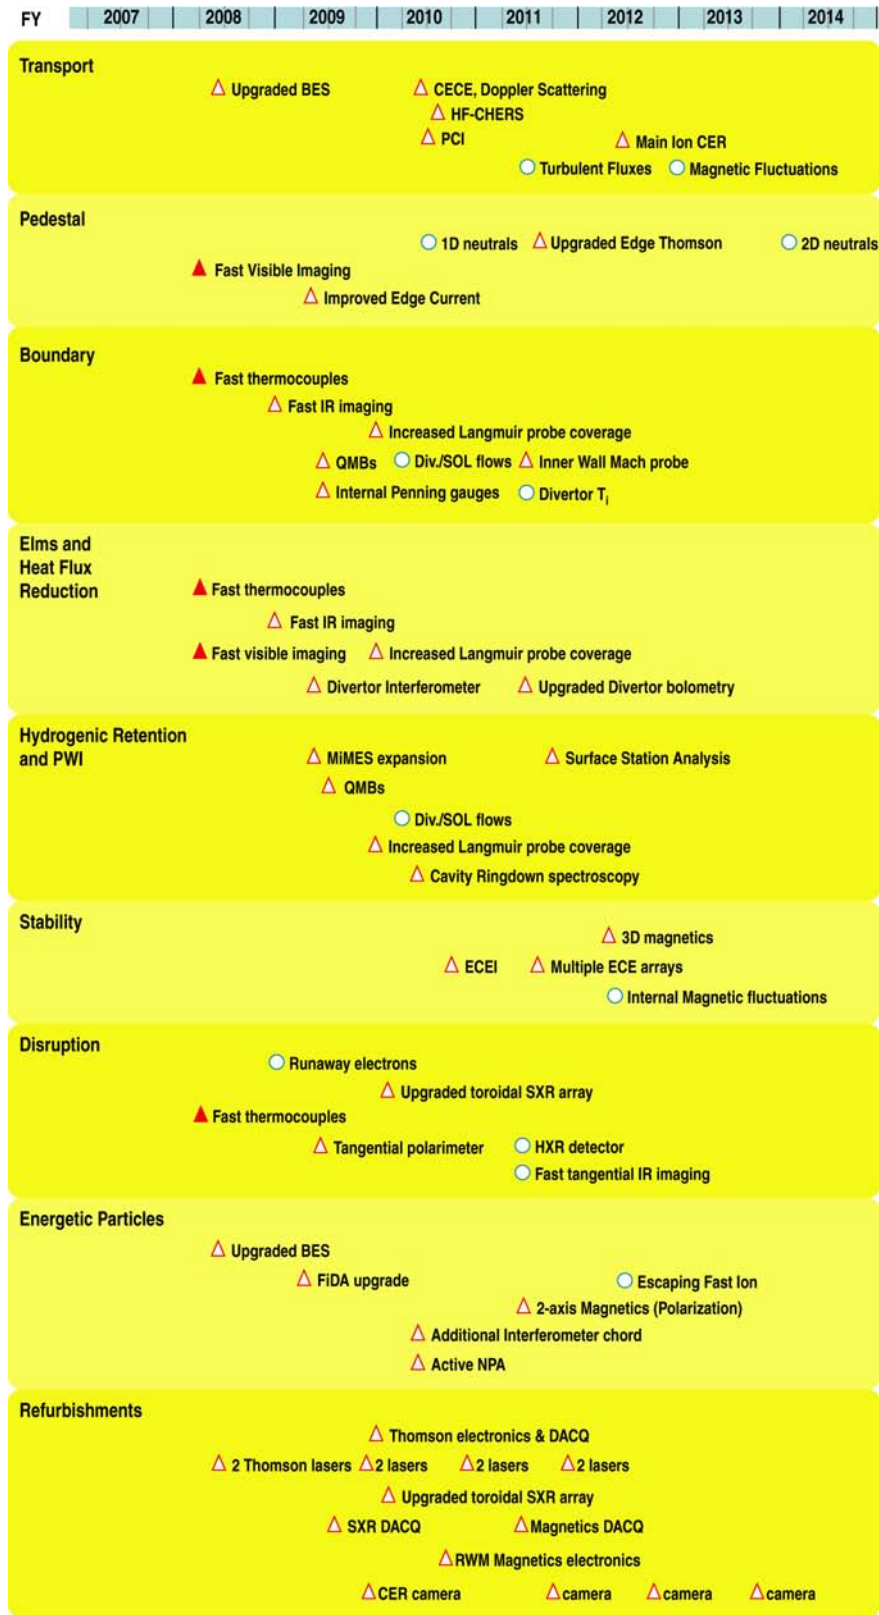 FY 2007 2008 2009 2010 2011 2012 2013 2014
Transport
Upgraded BES CECE, Doppler Scattering
HF-CHERS
PCI Main Ion CER
Turbulent Fluxes Magnetic Fluctuations
Pedestal
1D neutrals Upgraded Edge Thomson 2D neutrals
Fast Visible Imaging
Improved Edge Current
Boundary
Fast thermocouples
Fast IR imaging
Increased Langmuir probe coverage
QMBs Div./SOL flows Inner Wall Mach probe
Internal Penning gauges Divertor Ti
Elms and
Heat Flux
Reduction
Fast thermocouples
Fast IR imaging
Fast visible imaging Increased Langmuir probe coverage
Divertor Interferometer Upgraded Divertor bolometry
Hydrogenic Retention
and PWI
MiMES expansion Surface Station Analysis
QMBs
Div./SOL flows
Increased Langmuir probe coverage
Cavity Ringdown spectroscopy
Stability
3D magnetics
ECEI Multiple ECE arrays
Internal Magnetic fluctuations
Disruption
Runaway electrons
Upgraded toroidal SXR array
Fast thermocouples
Tangential polarimeter HXR detector
Fast tangential IR imaging
Energetic Particles
Upgraded BES
FiDA upgrade Escaping Fast Ion
2-axis Magnetics (Polarization)
Additional Interferometer chord
Active NPA
Refurbishments
Thomson electronics & DACQ
2 Thomson lasers 2 lasers 2 lasers 2 lasers
Upgraded toroidal SXR array
SXR DACQ Magnetics DACQ
RWM Magnetics electronics
CER camera camera camera camera